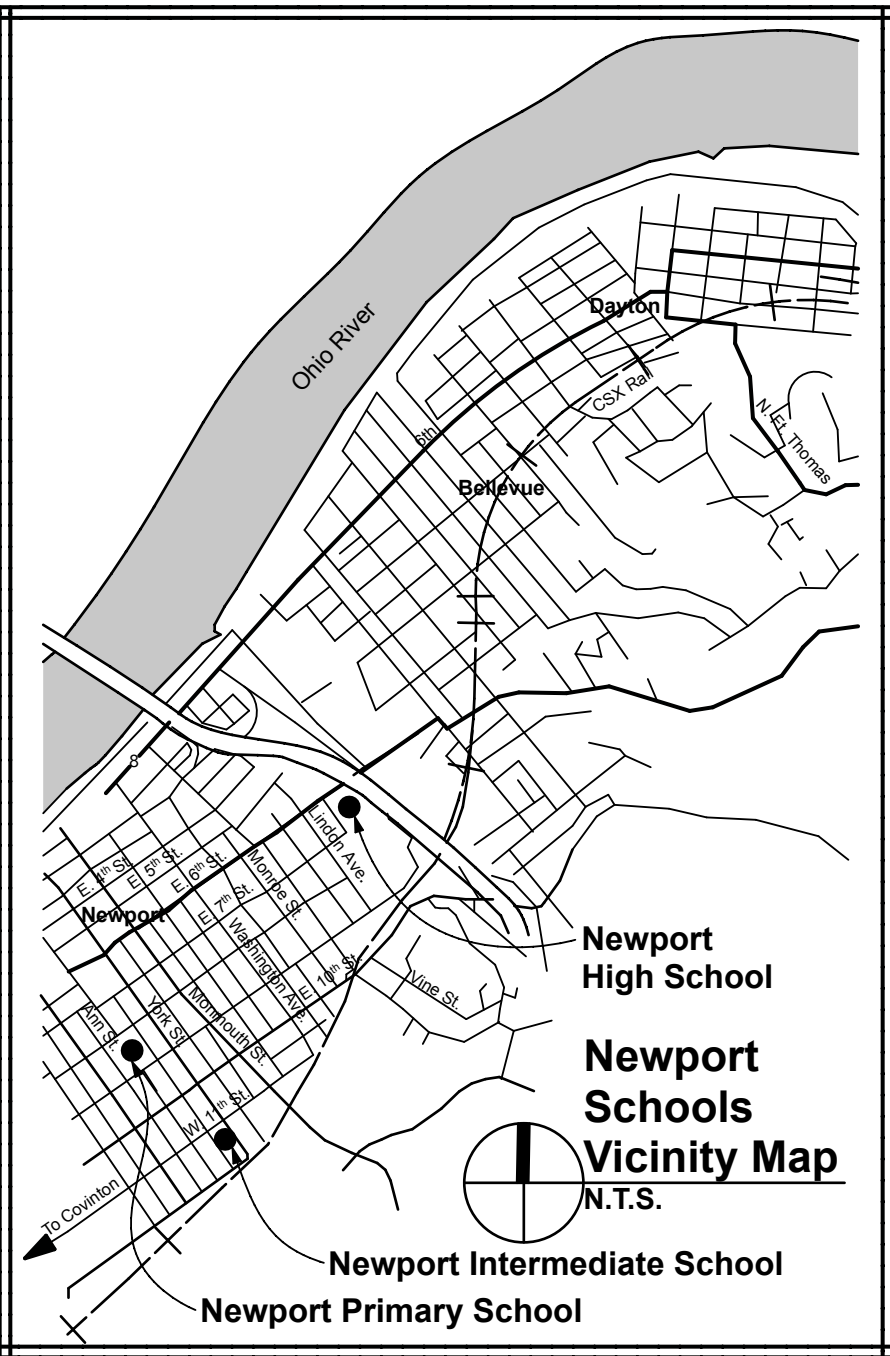 Ohio River
Dayton
CSX Rail
N. Ft. Thomas
6th
Bellevue
8
Lindon Ave.
E. 4th St.
E. 5th St.
E. 6th St.
Monroe St.
E. 7th St.
Newport
Washington Ave.
E 10th St.
Newport
High School
Vine St.
Ann St.
York St.
Monmouth St.
Newport
Schools
Vicinity Map
N.T.S.
W. 11th St.
To Covinton
Newport Intermediate School
Newport Primary School